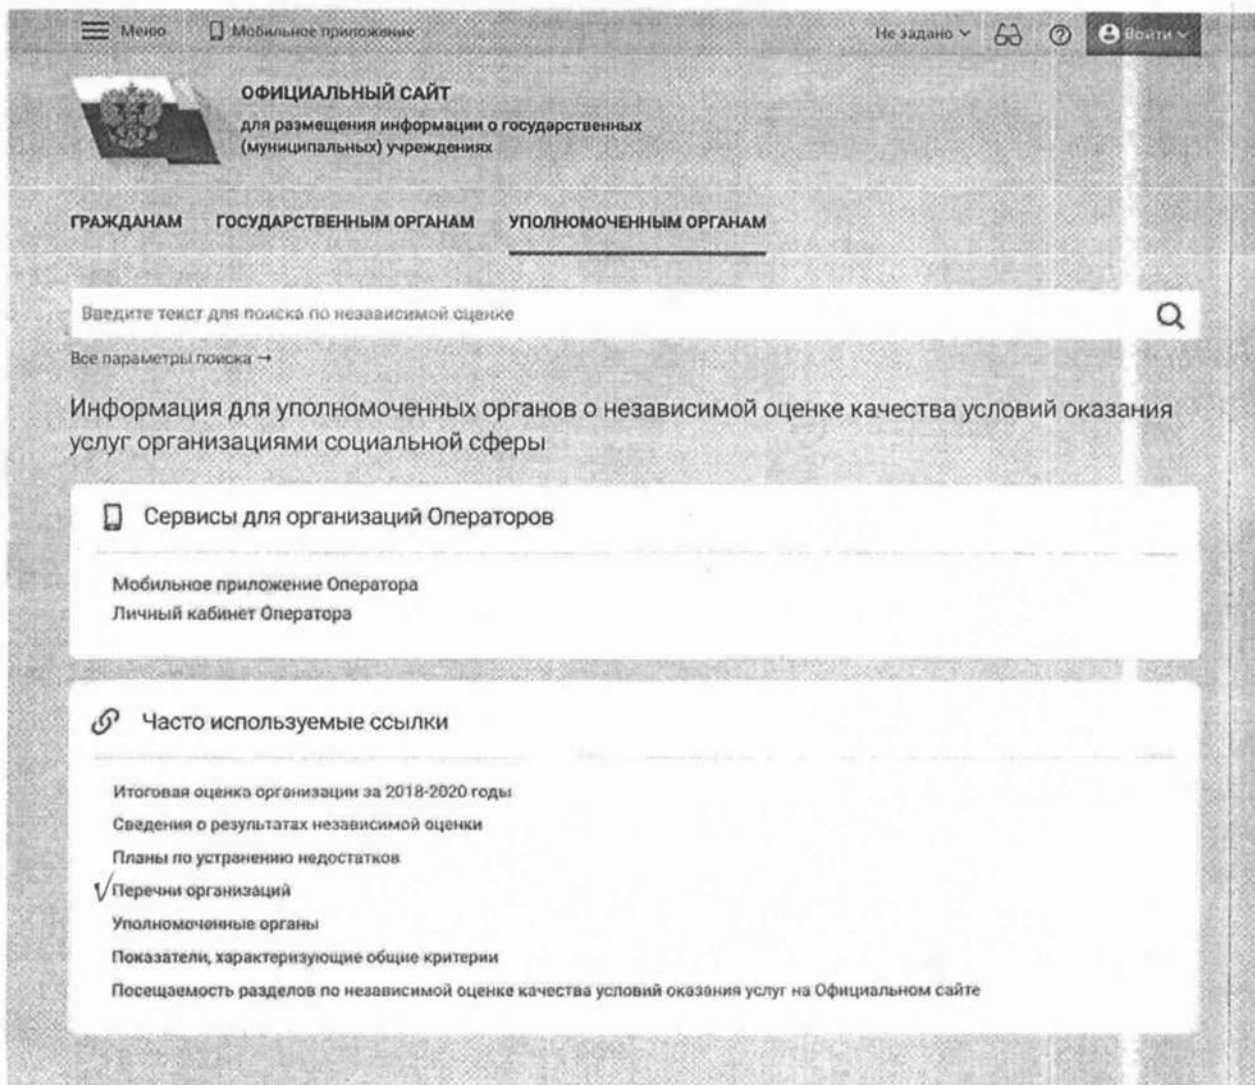 Меню Мобильное приложение Не задано Войти
ОФИЦИАЛЬНЫЙ САЙТ
для размещения информации о государственных
(муниципальных) учреждениях
ГРАЖДАНАМ ГОСУДАРСТВЕННЫМ ОРГАНАМ УПОЛНОМОЧЕННЫМ ОРГАНАМ
Введите текст для поиска по независимой оценке
Все параметры поиска →
Информация для уполномоченных органов о независимой оценке качества условий оказания
услуг организациями социальной сферы
Сервисы для организаций Операторов
Мобильное приложение Оператора
Личный кабинет Оператора
Часто используемые ссылки
Итоговая оценка организации за 2018-2020 годы
Сведения о результатах независимой оценки
Планы по устранению недостатков
Перечни организаций
Уполномоченные органы
Показатели, характеризующие общие критерии
Посещаемость разделов по независимой оценке качества условий оказания услуг на Официальном сайте